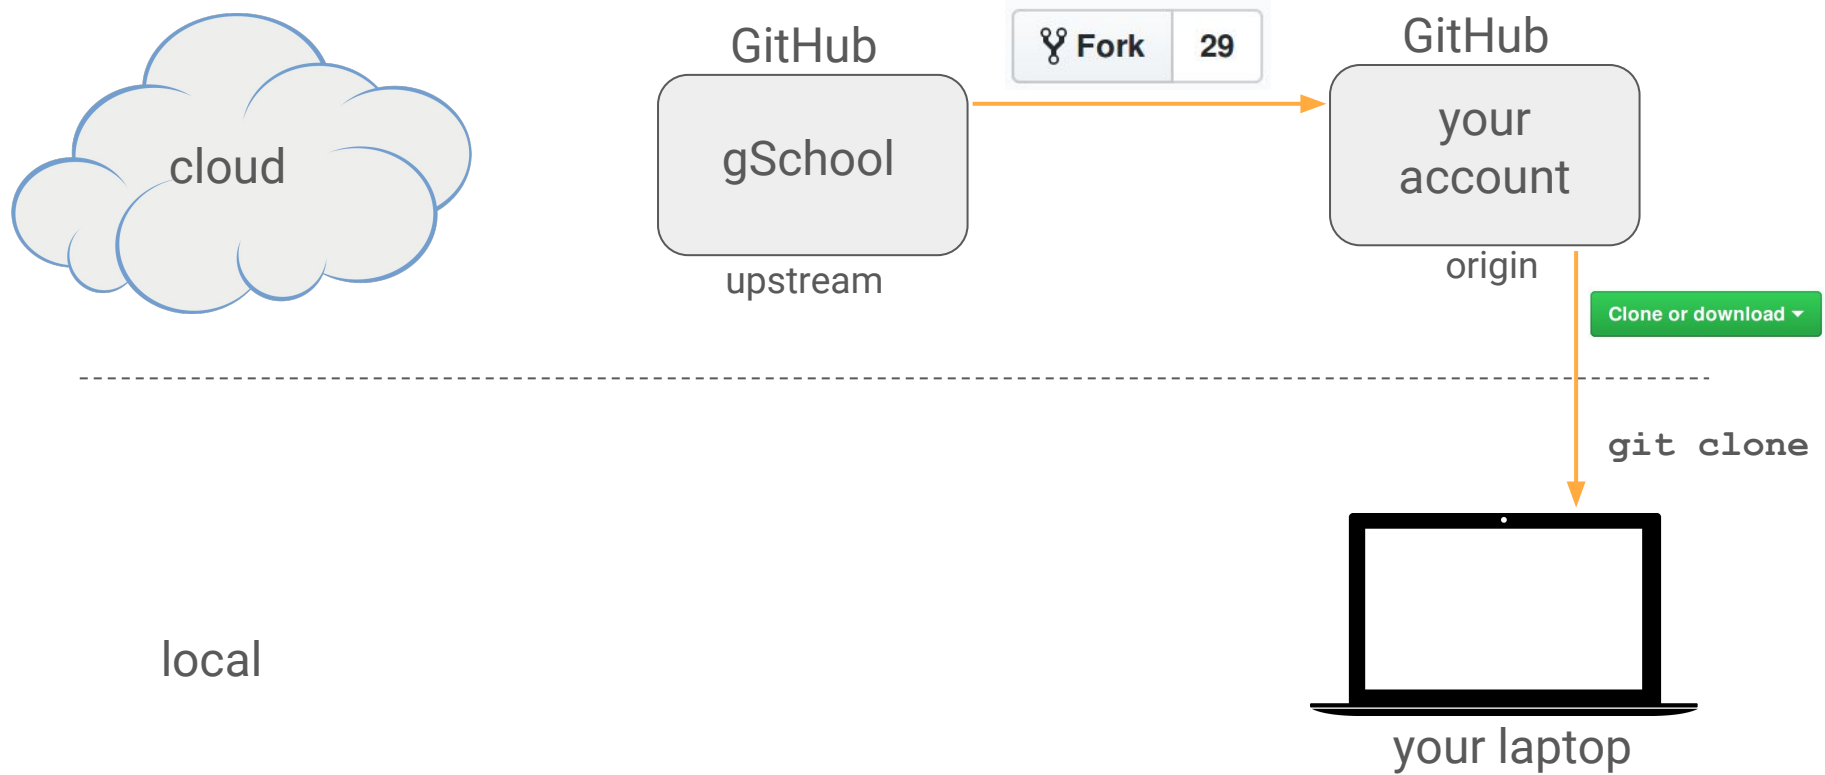 cloud
GitHub
gSchool
upstream
Fork 29
GitHub
your
account
origin
Clone or download
git clone
local
your laptop